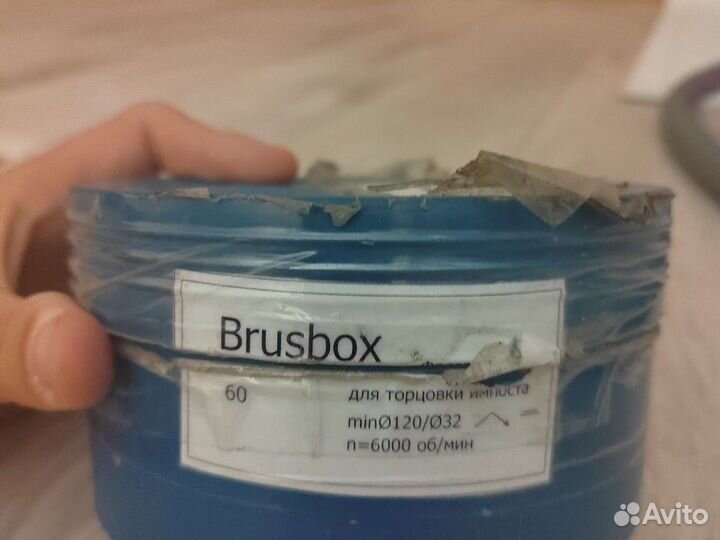 Brusbox
60
для торцовки импоста
minØ120/Ø32
n=6000 об/мин
Avito